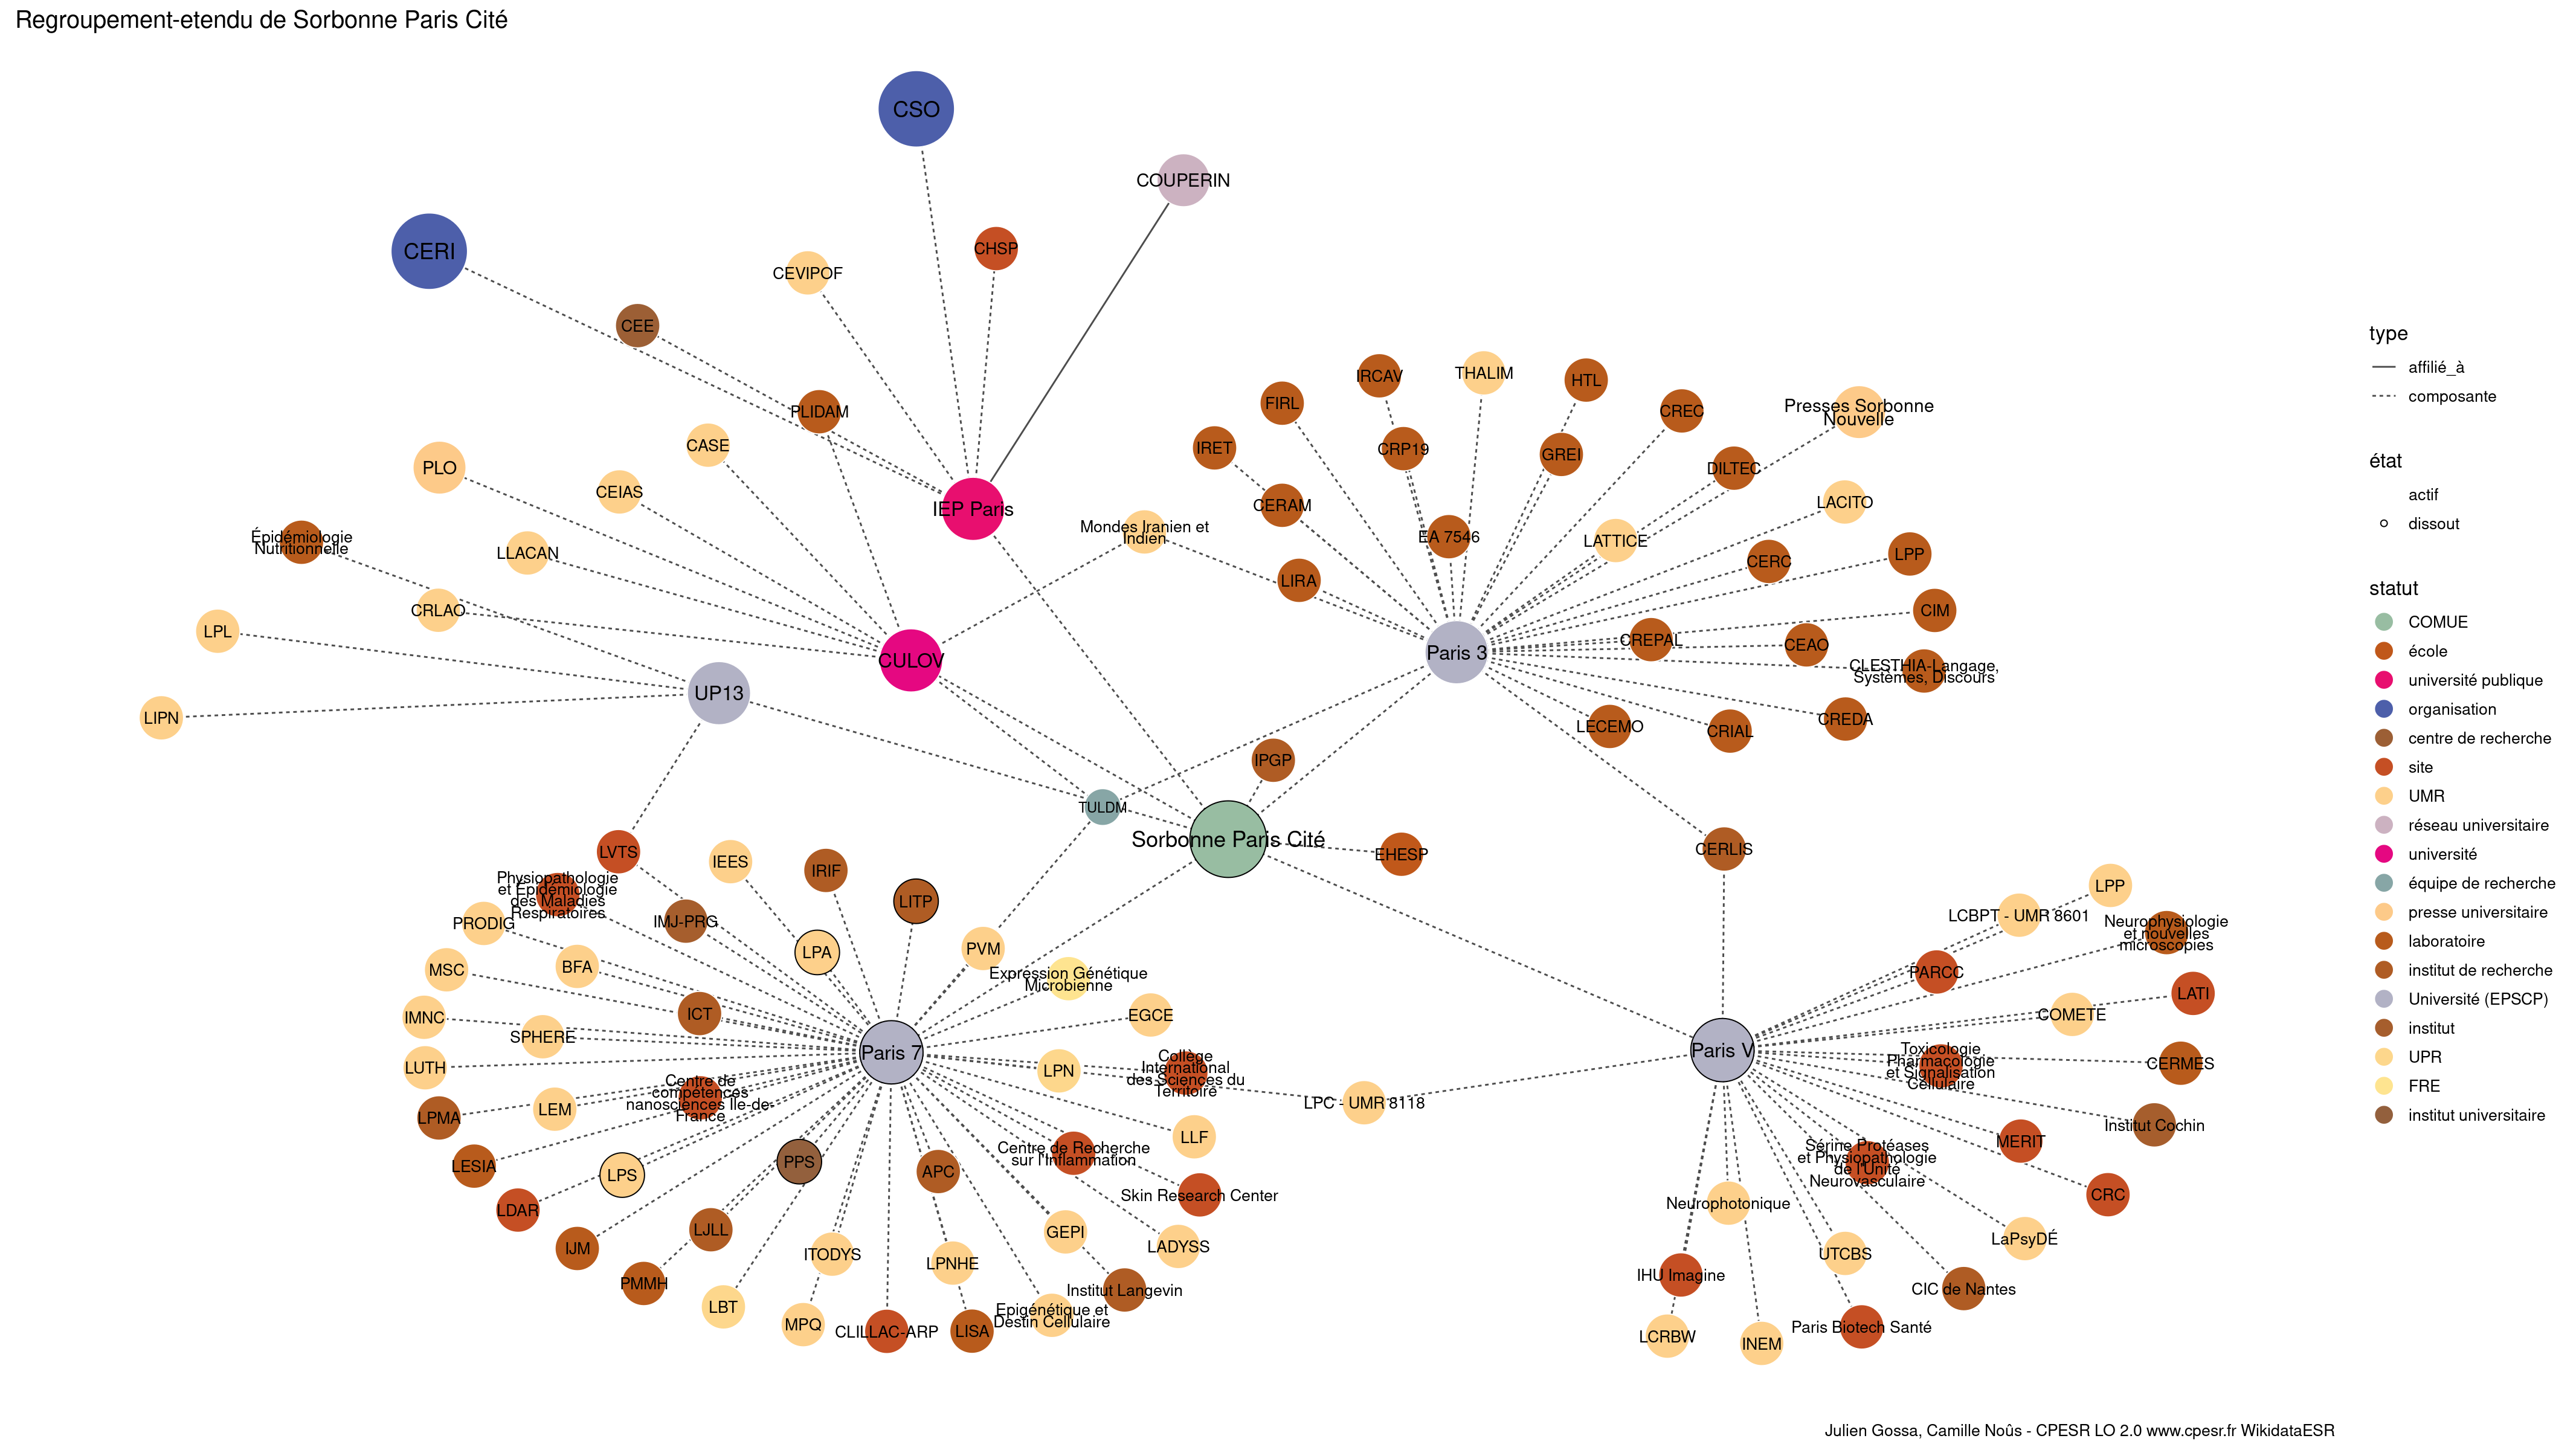 Regroupement-etendu de Sorbonne Paris Cité
CSO
COUPERIN
CERI
CHSP
CEVIPOF
CEE
PLIDAM
CASE
PLO
CEIAS
IEP Paris
Épidémiologie
Nutritionnelle
LLACAN
Mondes Iranien et
Indien
CRLAO
LPL
CULOV
UP13
LIPN
IRCAV
THALIM
HTL
FIRL
CREC
Presses Sorbonne
Nouvelle
IRET
CRP19
GREI
DILTEC
CERAM
LACITO
EA 7546
LATTICE
LPP
CERC
LIRA
CIM
CREPAL
CEAO
Paris 3
CLESTHIA-Langage,
Systèmes, Discours
LECEMO
CRIAL
CREDA
IPGP
TULDM
Sorbonne Paris Cité
EHESP
CERLIS
LVTS
IEES
IRIF
Physiopathologie
et Épidémiologie
des Maladies
Respiratoires
LITP
PRODIG
IMJ-PRG
LPA
PVM
MSC
BFA
Expression Génétique
Microbienne
ICT
IMNC
SPHERE
EGCE
Paris 7
LUTH
LPN
Collège
International
des Sciences du
Territoire
Centre de
compétences
nanosciences Ile-de-
France
LPMA
LEM
LPC - UMR 8118
LLF
LESIA
LPS
PPS
APC
Centre de Recherche
sur l'Inflammation
Skin Research Center
LDAR
IJM
LJLL
ITODYS
LPNHE
GEPI
LADYSS
PMMH
LBT
MPQ
CLILLAC-ARP
LISA
Institut Langevin
Epigénétique et
Destin Cellulaire
LPP
LCBPT - UMR 8601
Neurophysiologie
et nouvelles
microscopies
PARCC
LATI
COMETE
Paris V
Toxicologie
Pharmacologie
et Signalisation
Cellulaire
CERMES
Institut Cochin
MERIT
Sérine Protéases
et Physiopathologie
de l'Unité
Neurovasculaire
CRC
Neurophotonique
LaPsyDÉ
UTCBS
IHU Imagine
CIC de Nantes
LCRBW
INEM
Paris Biotech Santé
type
affilié_à
composante
état
actif
dissout
statut
COMUE
école
université publique
organisation
centre de recherche
site
UMR
réseau universitaire
université
équipe de recherche
presse universitaire
laboratoire
institut de recherche
Université (EPSCP)
institut
UPR
FRE
institut universitaire
Julien Gossa, Camille Noûs - CPESR LO 2.0 www.cpesr.fr WikidataESR